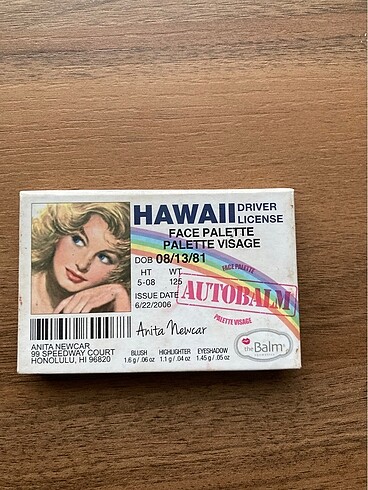 HAWAII DRIVER LICENSE
FACE PALETTE
PALETTE VISAGE
DOB 08/13/81
HT WT
5-08 125
ISSUE DATE
6/22/2006
FACE PALETTE
AUTOBALM
PALETTE VISAGE
Anita Newcar
ANITA NEWCAR
99 SPEEDWAY COURT
HONOLULU, HI 96820
BLUSH HIGHLIGHTER EYESHADOW
1.6 g / .06 oz 1.1 g / .04 oz 1.45 g / .05 oz
theBalm